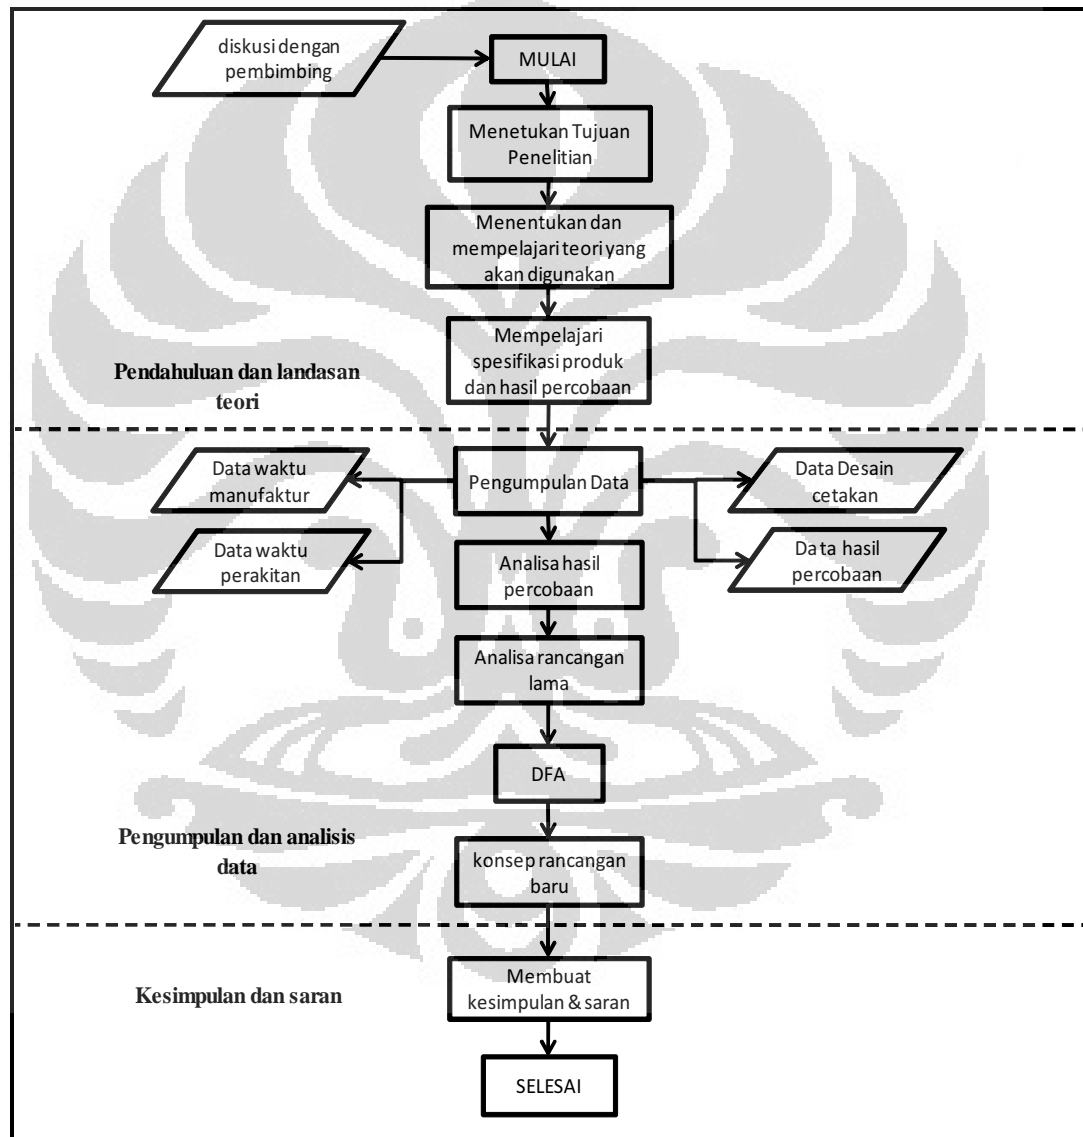 diskusi dengan
pembimbing
MULAI
Menetukan Tujuan
Penelitian
Menentukan dan
mempelajari teori yang
akan digunakan
Mempelajari
spesifikasi produk
dan hasil percobaan
Pendahuluan dan landasan
teori
Data waktu
manufaktur
Pengumpulan Data
Data Desain
cetakan
Data waktu
perakitan
Data hasil
percobaan
Analisa hasil
percobaan
Analisa rancangan
lama
DFA
Pengumpulan dan analisis
data
konsep rancangan
baru
Kesimpulan dan saran
Membuat
kesimpulan & saran
SELESAI